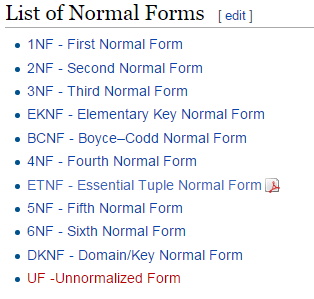 List of Normal Forms [ edit ]
1NF - First Normal Form
2NF - Second Normal Form
3NF - Third Normal Form
EKNF - Elementary Key Normal Form
BCNF - Boyce–Codd Normal Form
4NF - Fourth Normal Form
ETNF - Essential Tuple Normal Form
5NF - Fifth Normal Form
6NF - Sixth Normal Form
DKNF - Domain/Key Normal Form
UF -Unnormalized Form